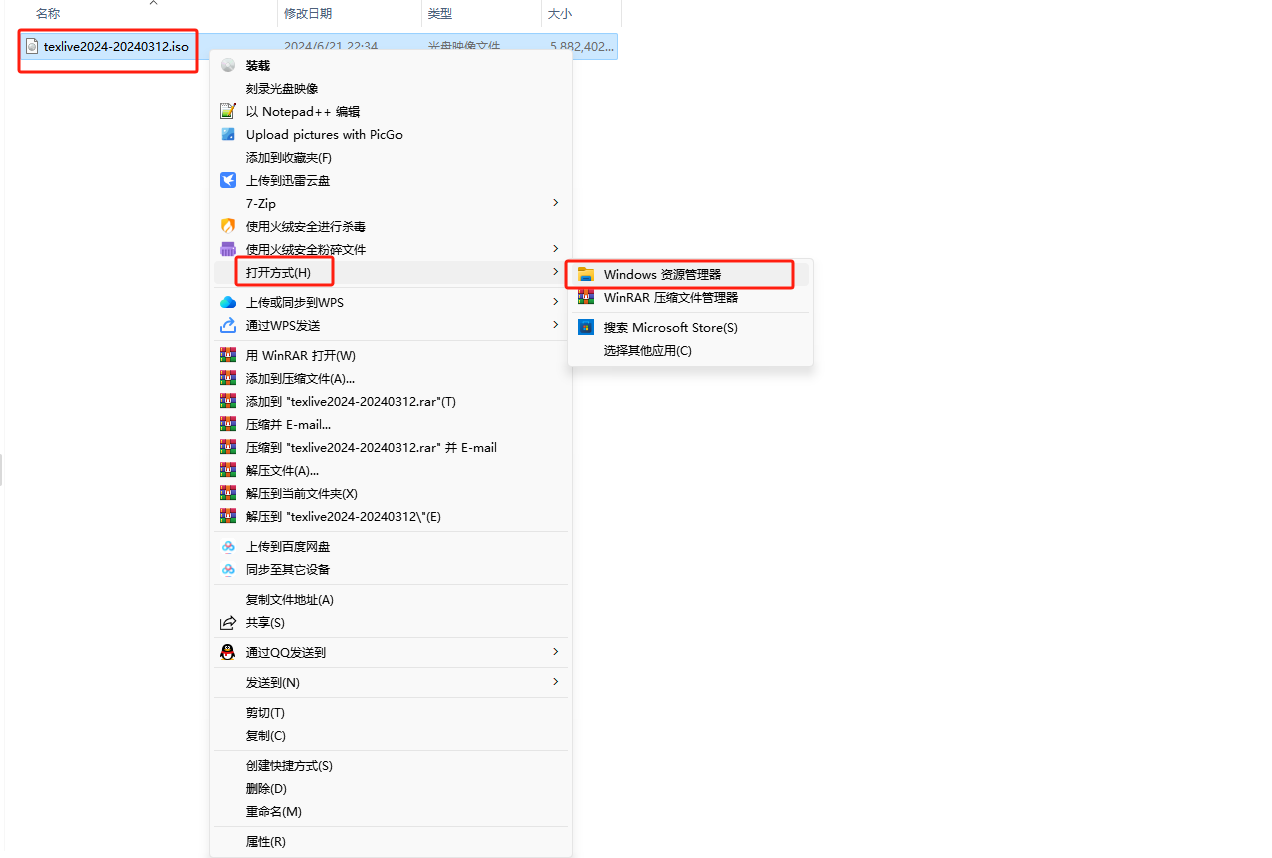 名称 修改日期 类型 大小
texlive2024-20240312.iso 2024/6/21 22:34 光盘映像文件 5,882,402...
装载
刻录光盘映像
以 Notepad++ 编辑
Upload pictures with PicGo
添加到收藏夹(F)
上传到迅雷云盘
7-Zip
使用火绒安全进行杀毒
使用火绒安全粉碎文件
打开方式(H)
Windows 资源管理器
WinRAR 压缩文件管理器
搜索 Microsoft Store(S)
选择其他应用(C)
上传或同步到WPS
通过WPS发送
用 WinRAR 打开(W)
添加到压缩文件(A)...
添加到 "texlive2024-20240312.rar"(T)
压缩并 E-mail...
压缩到 "texlive2024-20240312.rar" 并 E-mail
解压文件(A)...
解压到当前文件夹(X)
解压到 "texlive2024-20240312\"(E)
上传到百度网盘
同步至其它设备
复制文件地址(A)
共享(S)
通过QQ发送到
发送到(N)
剪切(T)
复制(C)
创建快捷方式(S)
删除(D)
重命名(M)
属性(R)